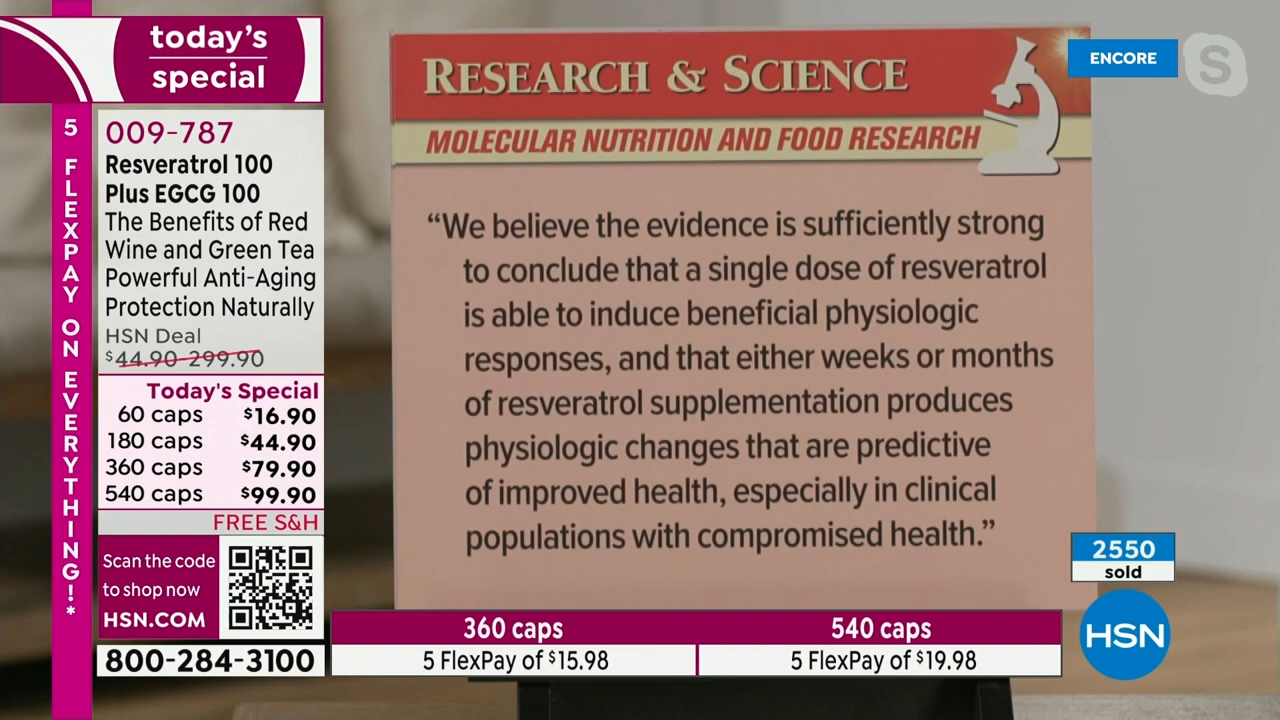 today's
special
5 FLEXPAY ON EVERYTHING!*
009-787
Resveratrol 100
Plus EGCG 100
The Benefits of Red
Wine and Green Tea
Powerful Anti-Aging
Protection Naturally
HSN Deal
$44.90-299.90
Today's Special
60 caps $16.90
180 caps $44.90
360 caps $79.90
540 caps $99.90
FREE S&H
Scan the code
to shop now
HSN.COM
800-284-3100
RESEARCH & SCIENCE
MOLECULAR NUTRITION AND FOOD RESEARCH
“We believe the evidence is sufficiently strong
to conclude that a single dose of resveratrol
is able to induce beneficial physiologic
responses, and that either weeks or months
of resveratrol supplementation produces
physiologic changes that are predictive
of improved health, especially in clinical
populations with compromised health.”
ENCORE
S
2550
sold
HSN
360 caps
5 FlexPay of $15.98
540 caps
5 FlexPay of $19.98